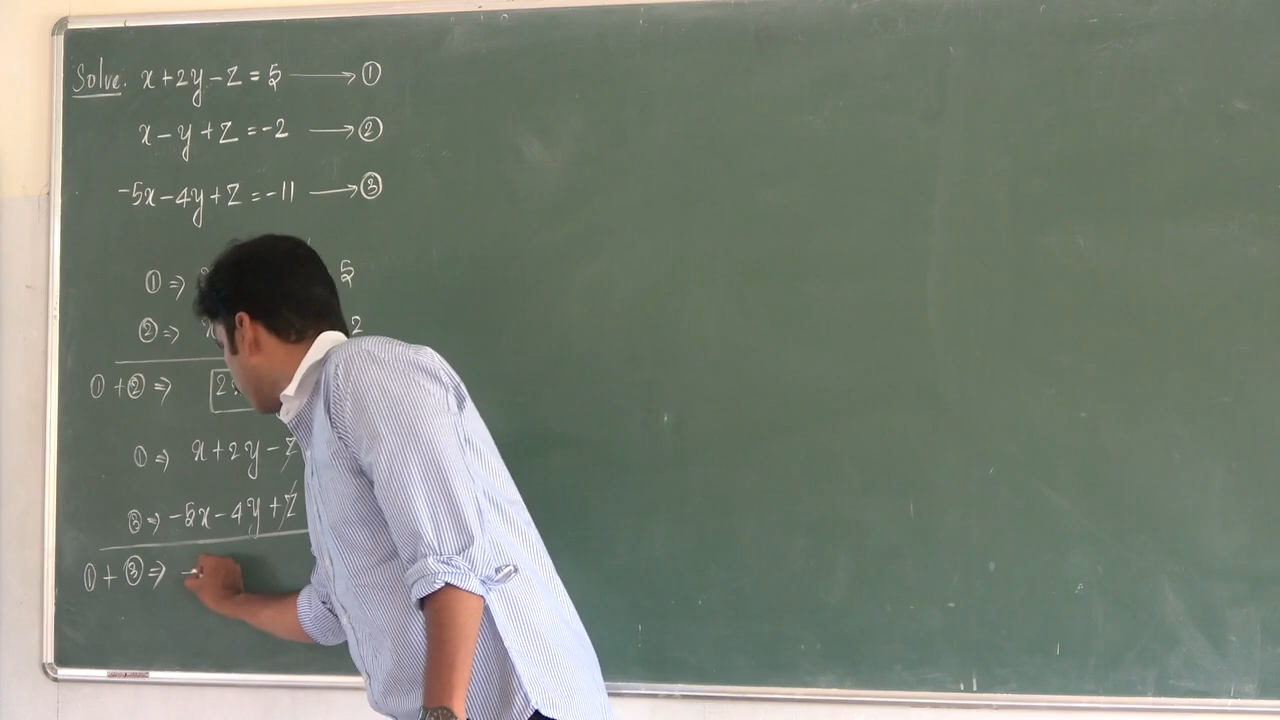 Solve. x+2y-z=5 ⟶ ①
x-y+z=-2 ⟶ ②
-5x-4y+z=-11 ⟶ ③
① ⇒ 5
② ⇒ x 2
①+② ⇒ 2
① ⇒ x+2y-z
③ ⇒ -5x-4y+z
①+③ ⇒ -